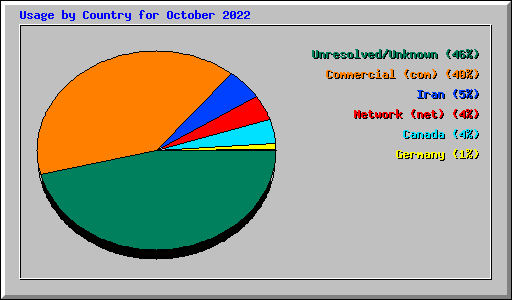 Usage by Country for October 2022
Unresolved/Unknown (46%)
Commercial (com) (40%)
Iran (5%)
Network (net) (4%)
Canada (4%)
Germany (1%)